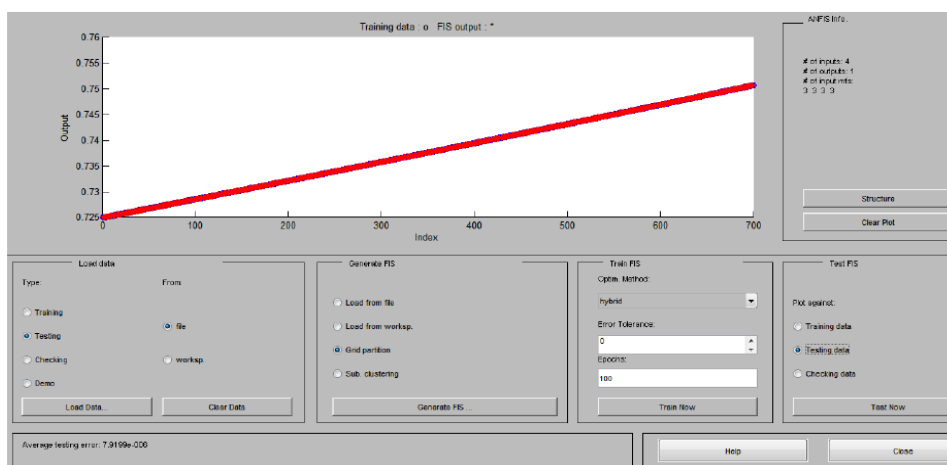 Training data : o   FIS output : *
0.76
0.755
0.75
0.745
0.74
0.735
0.73
0.725
Output
0
100
200
300
400
500
600
700
Index
ANFIS Info.
# of inputs: 4
# of outputs: 1
# of input mfs:
3 3 3 3
Structure
Clear Plot
Load data
Type:
From:
Training
Testing
Checking
Demo
file
worksp.
Load Data...
Clear Data
Generate FIS
Load from file
Load from worksp.
Grid partition
Sub. clustering
Generate FIS ...
Train FIS
Optim. Method:
hybrid
Error Tolerance:
0
Epochs:
100
Train Now
Test FIS
Plot against:
Training data
Testing data
Checking data
Test Now
Average testing error: 7.9199e-006
Help
Close